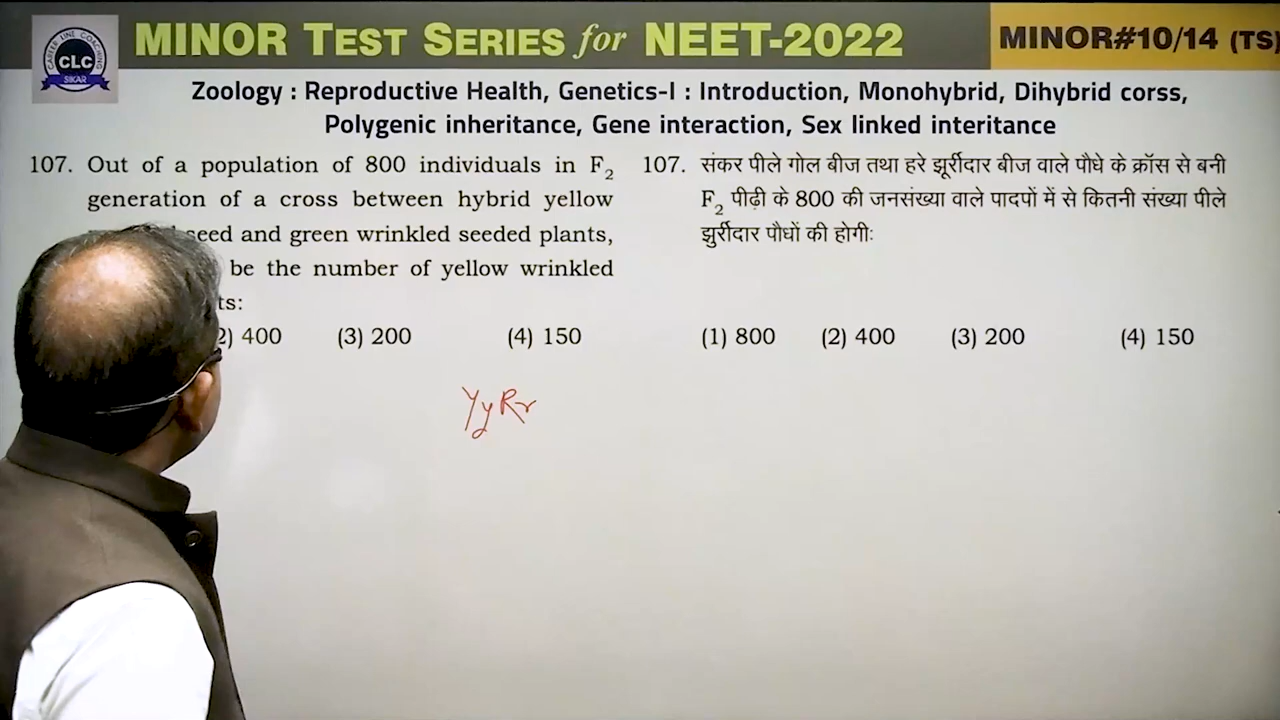 CAREER LINE COACHING
CLC
SIKAR
MINOR TEST SERIES for NEET-2022
MINOR#10/14 (TS)
Zoology : Reproductive Health, Genetics-I : Introduction, Monohybrid, Dihybrid corss,
Polygenic inheritance, Gene interaction, Sex linked interitance
107. Out of a population of 800 individuals in F2
generation of a cross between hybrid yellow
seed and green wrinkled seeded plants,
be the number of yellow wrinkled
ts:
2) 400 (3) 200 (4) 150
107. संकर पीले गोल बीज तथा हरे झूर्रीदार बीज वाले पौधे के क्रॉस से बनी
F2 पीढ़ी के 800 की जनसंख्या वाले पादपों में से कितनी संख्या पीले
झुर्रीदार पौधों की होगीः
(1) 800 (2) 400 (3) 200 (4) 150
YyRr